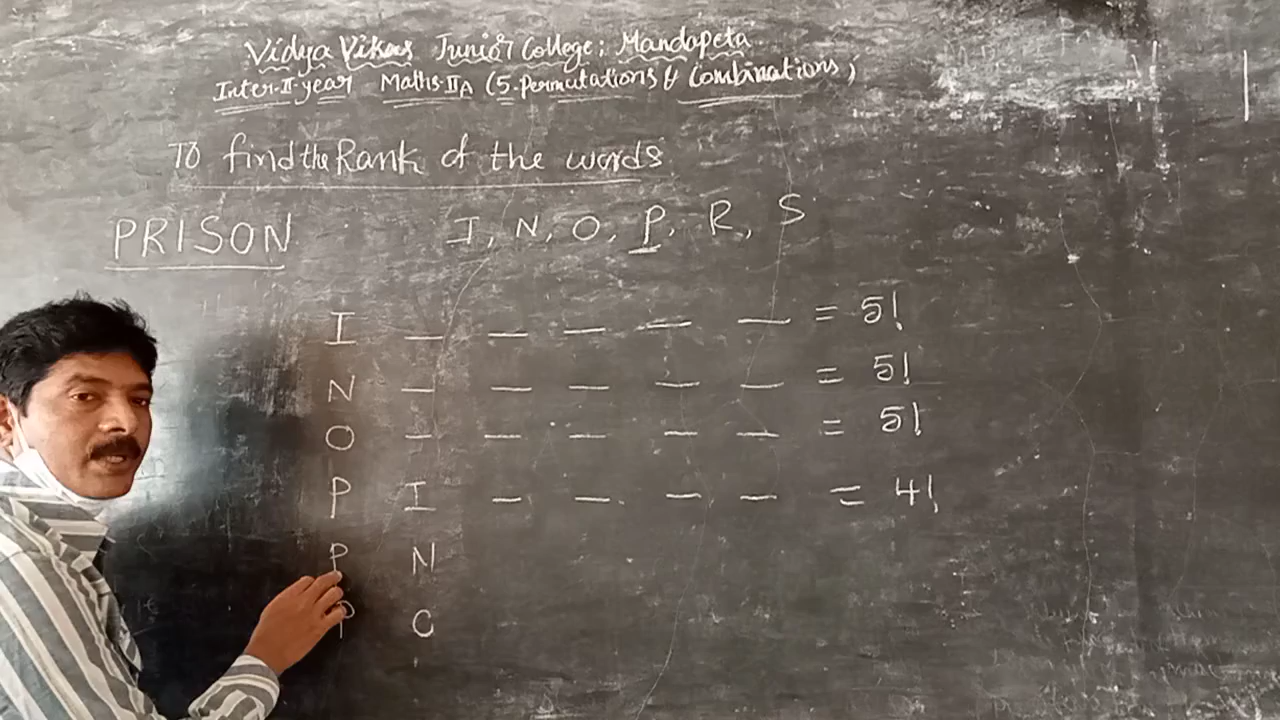 Vidya Vikas Junior College; Mandapeta
Inter-II-year Maths-IIA (5.Permutations & Combinations)
To find the Rank of the words
PRISON I, N, O, P, R, S
I _ _ _ _ _ = 5!
N _ _ _ _ _ = 5!
O _ _ _ _ _ = 5!
P I _ _ _ _ = 4!
P N
P O